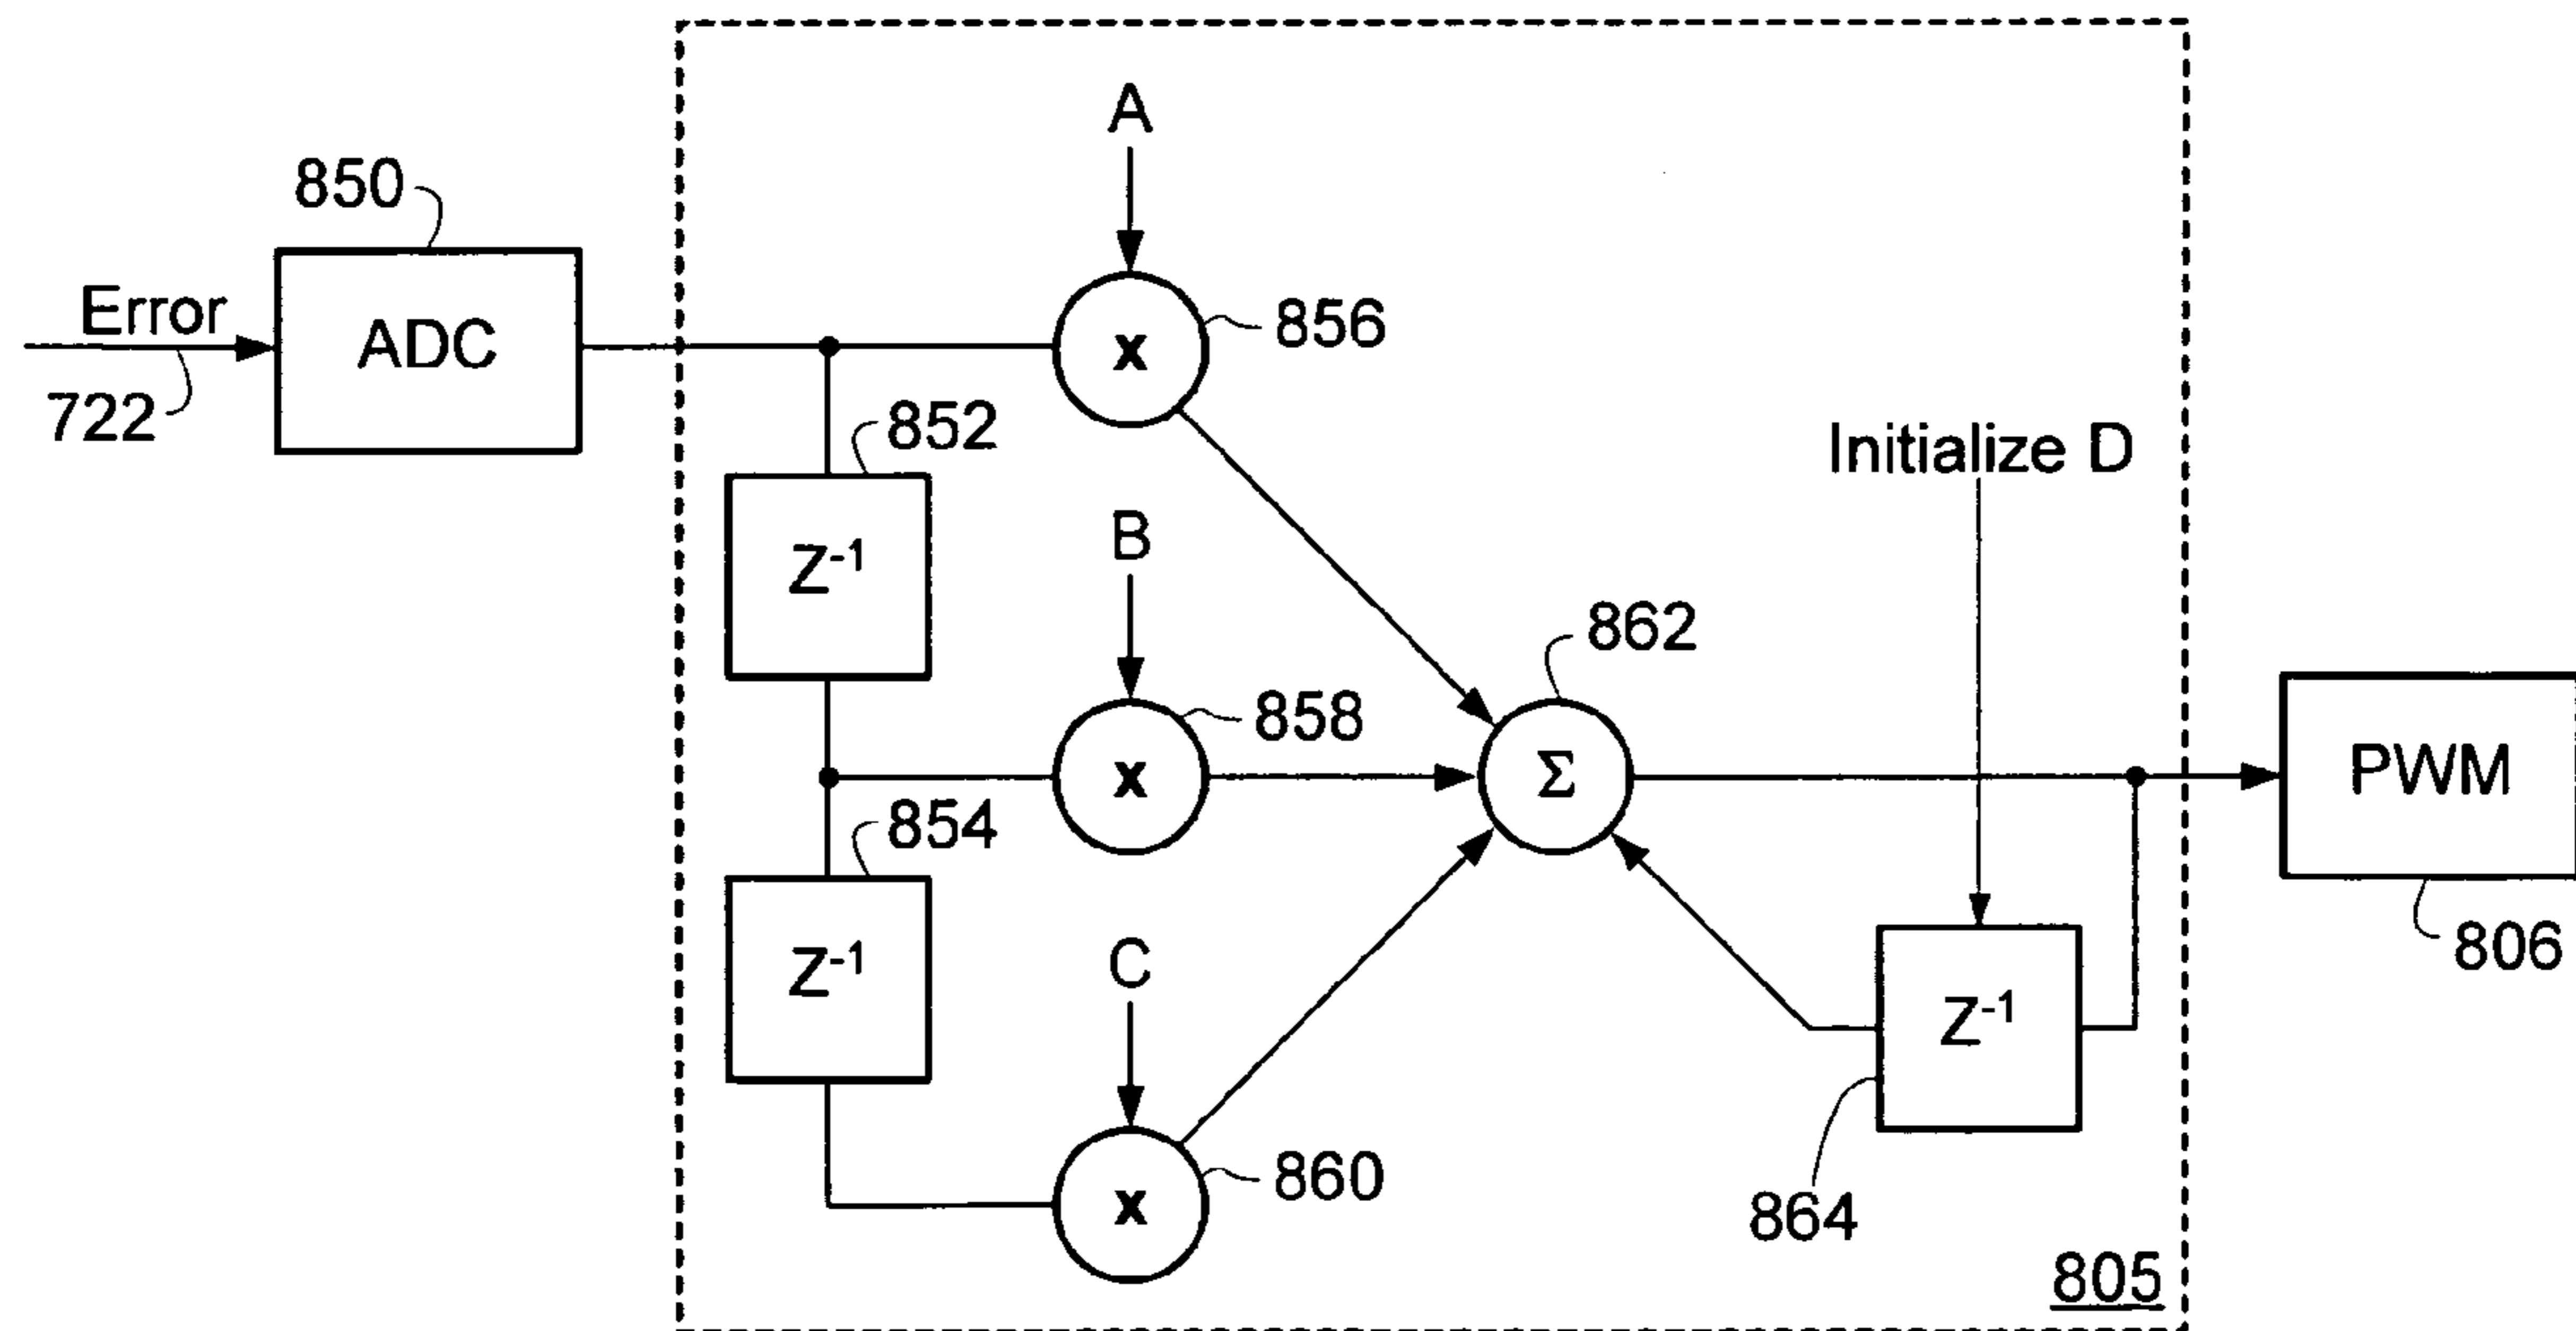 A
850
Error
ADC
x
856
722
852
Initialize D
Z-1
B
862
858
x
Σ
PWM
854
806
Z-1
C
Z-1
860
x
864
805